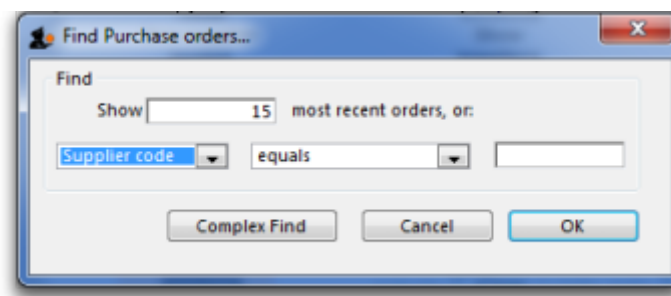 Find Purchase orders...
Find
Show 15 most recent orders, or:
Supplier code equals
Complex Find Cancel OK